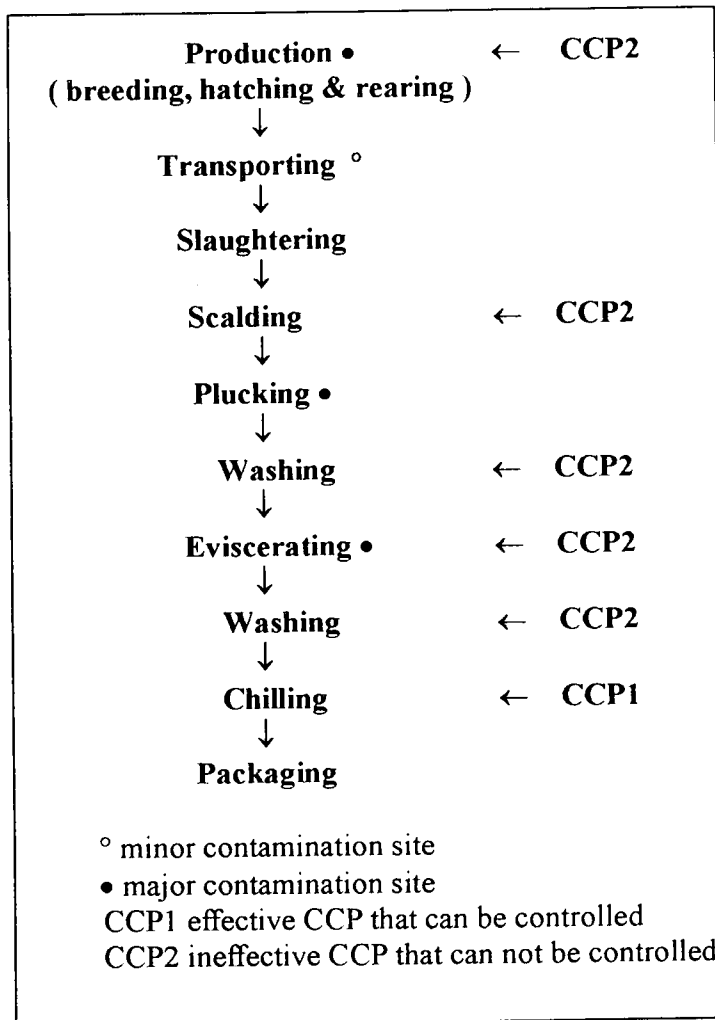 Production • ← CCP2
( breeding, hatching & rearing )
↓
Transporting °
↓
Slaughtering
↓
Scalding ← CCP2
↓
Plucking •
↓
Washing ← CCP2
↓
Eviscerating • ← CCP2
↓
Washing ← CCP2
↓
Chilling ← CCP1
↓
Packaging
° minor contamination site
• major contamination site
CCP1 effective CCP that can be controlled
CCP2 ineffective CCP that can not be controlled